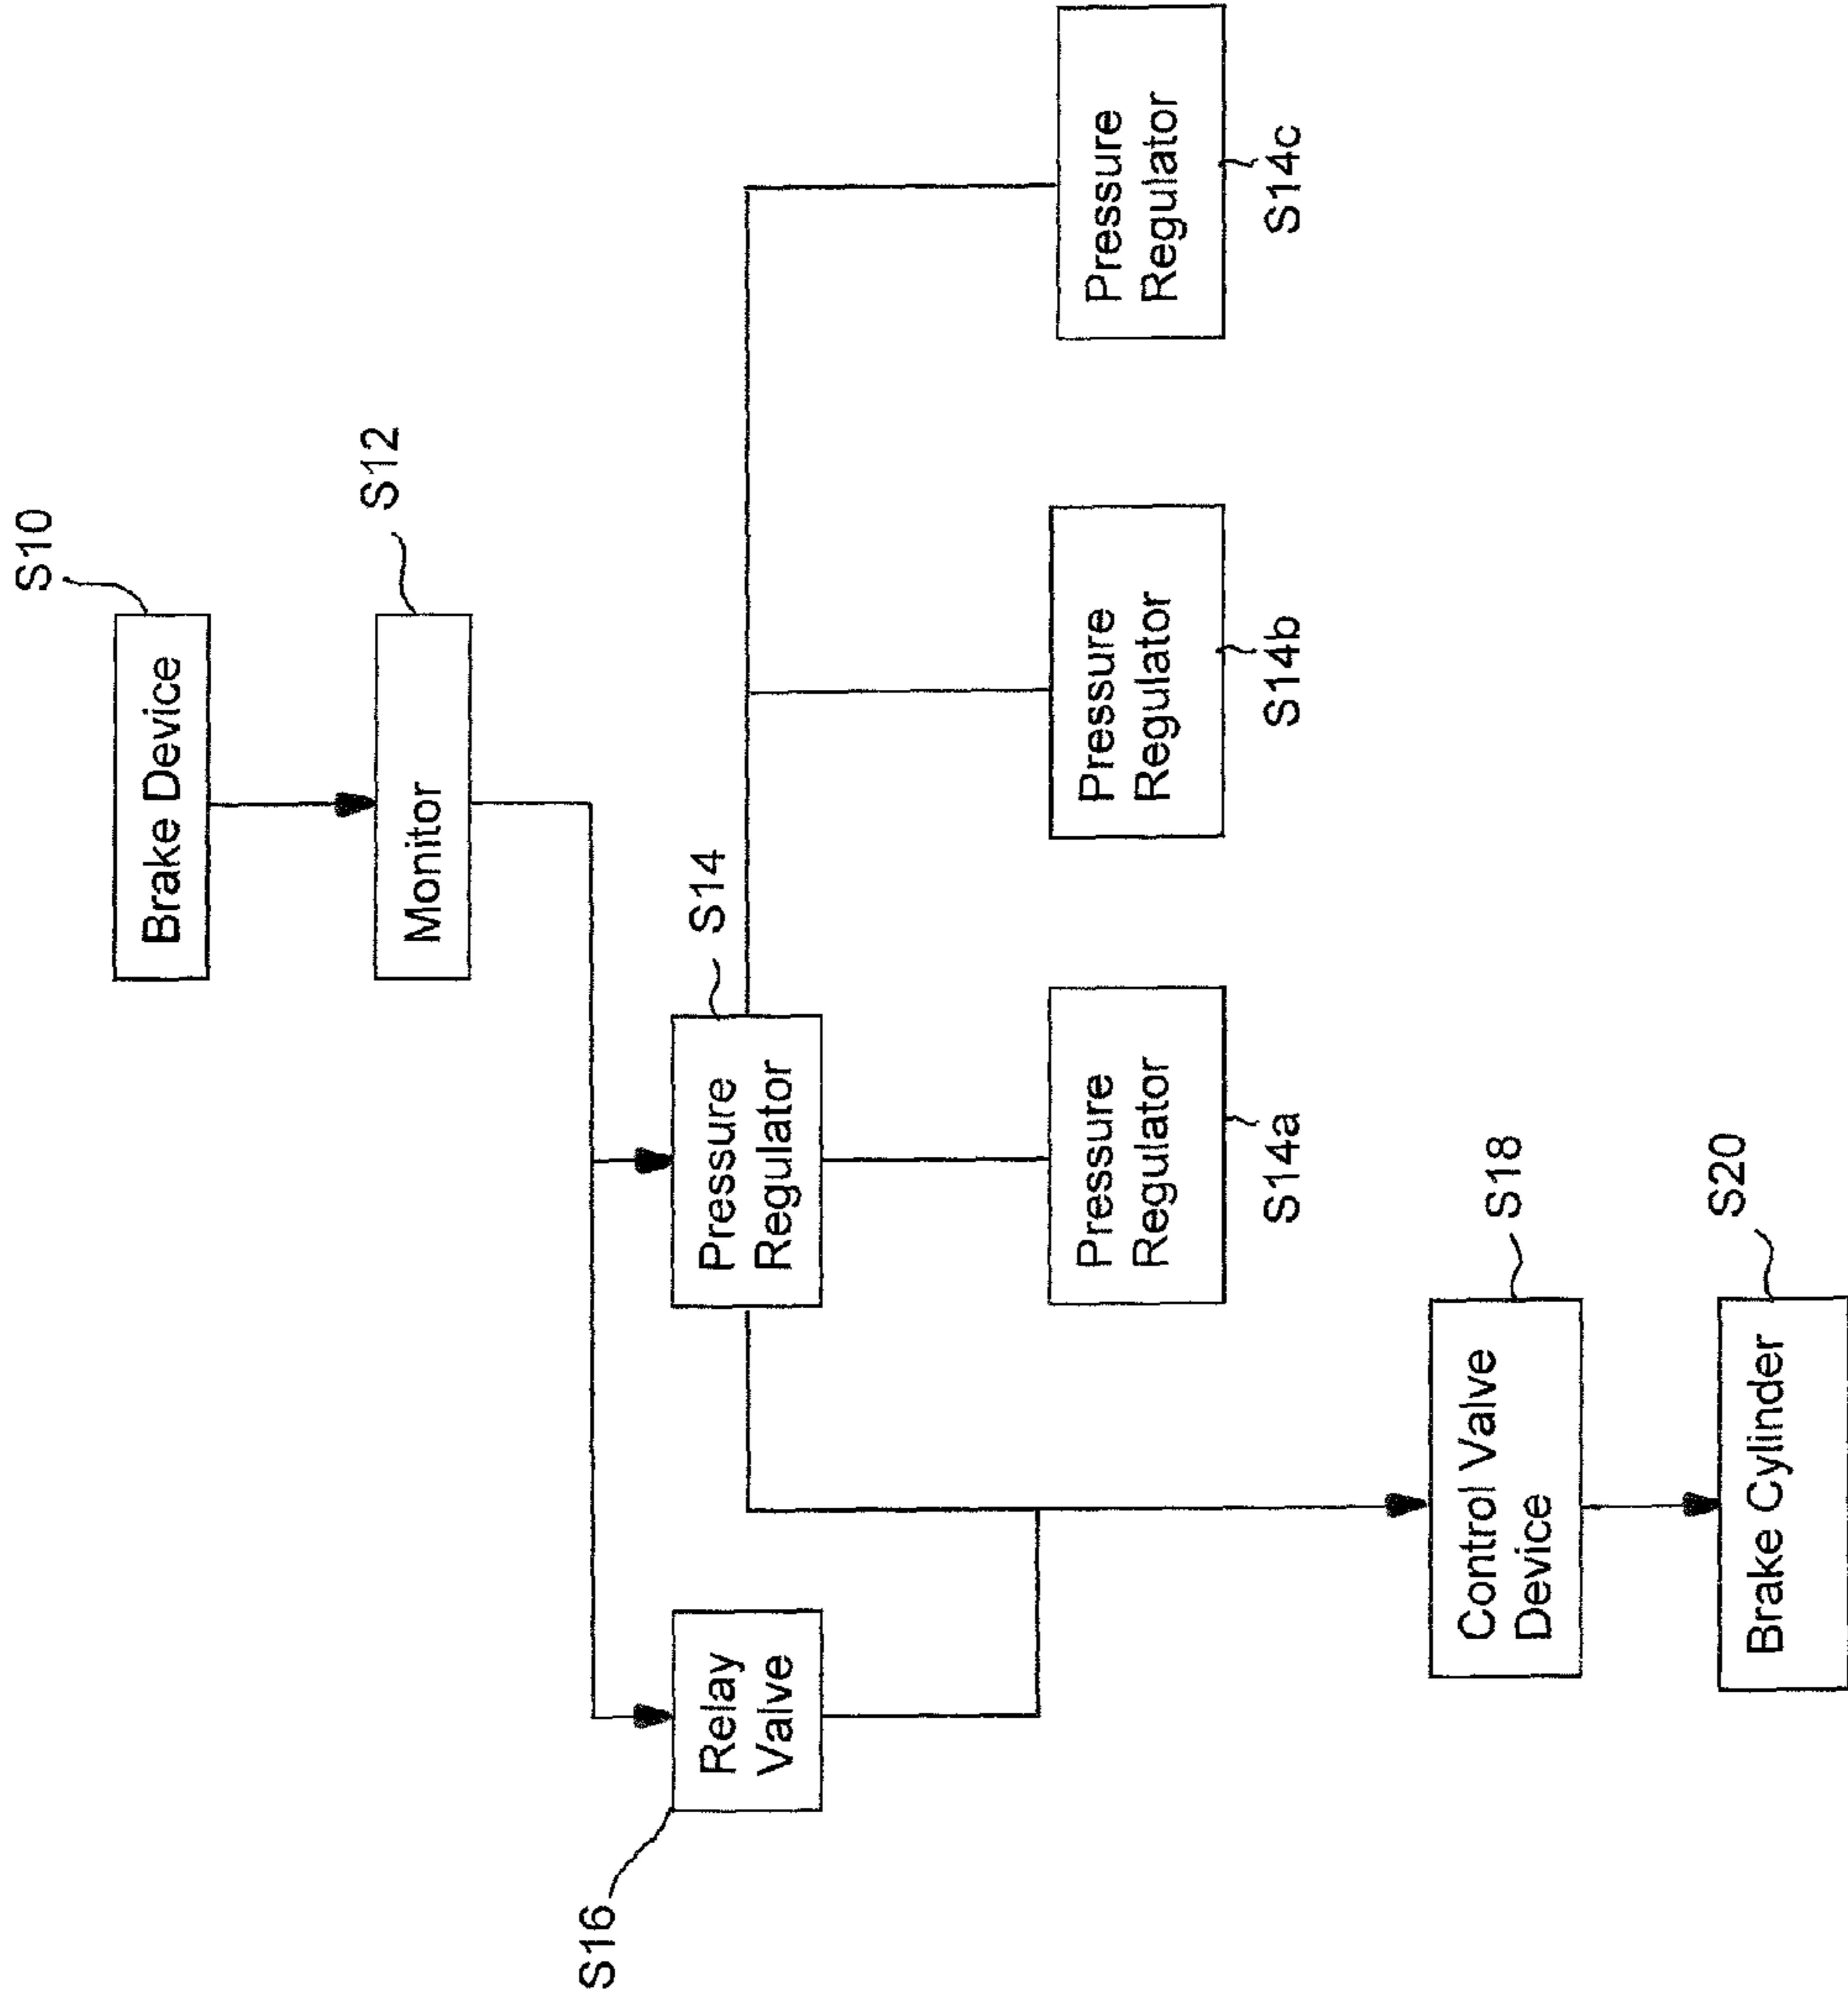 S10
Brake Device
S12
Monitor
S14
Pressure
Regulator
S16
Relay
Valve
Pressure
Regulator
S14a
Pressure
Regulator
S14b
Pressure
Regulator
S14c
S18
Control Valve
Device
S20
Brake Cylinder